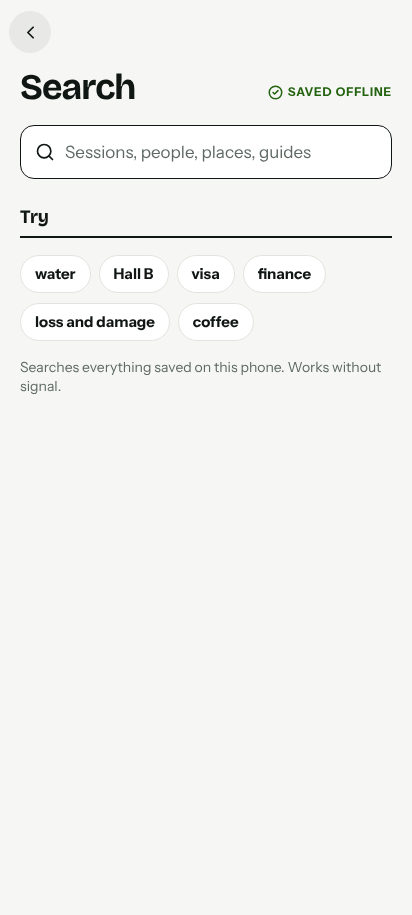 Search
SAVED OFFLINE
Sessions, people, places, guides
Try
water
Hall B
visa
finance
loss and damage
coffee
Searches everything saved on this phone. Works without
signal.